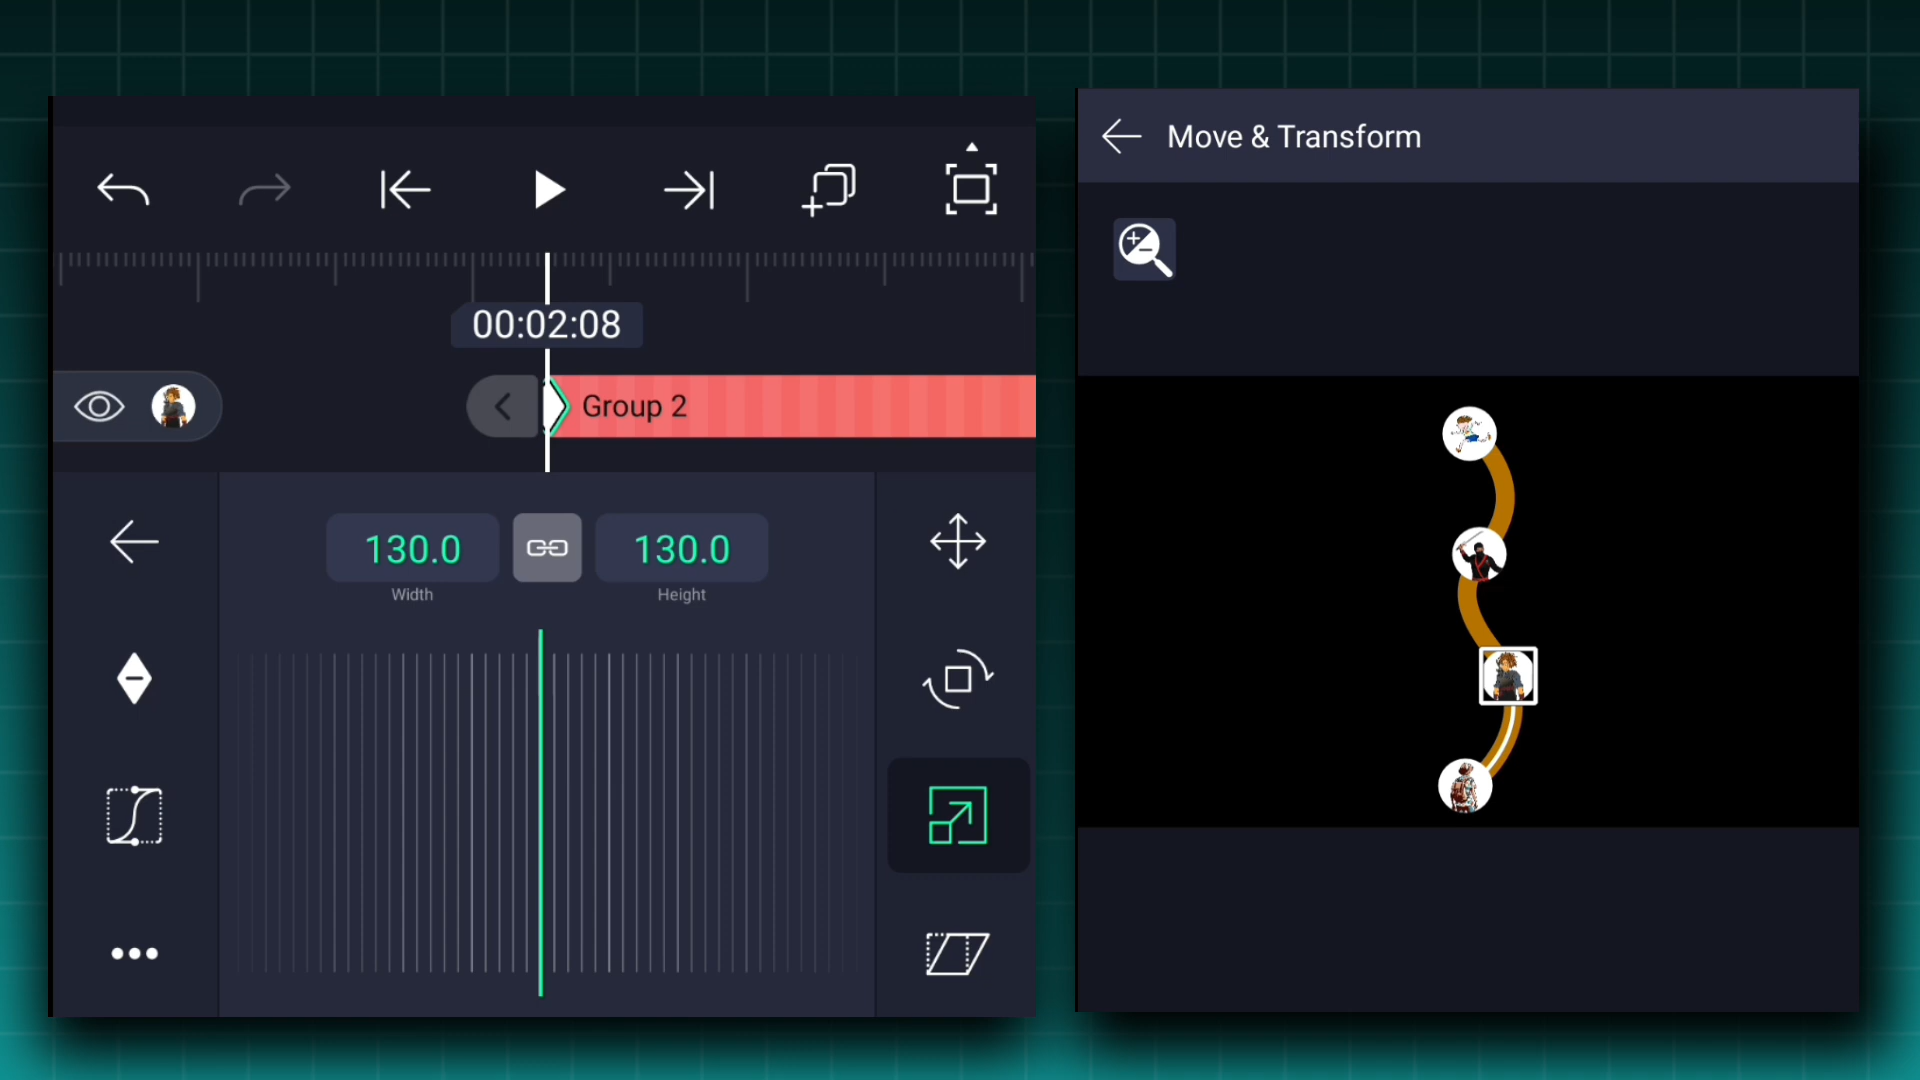 00:02:08
Group 2
130.0
130.0
Width
Height
Move & Transform